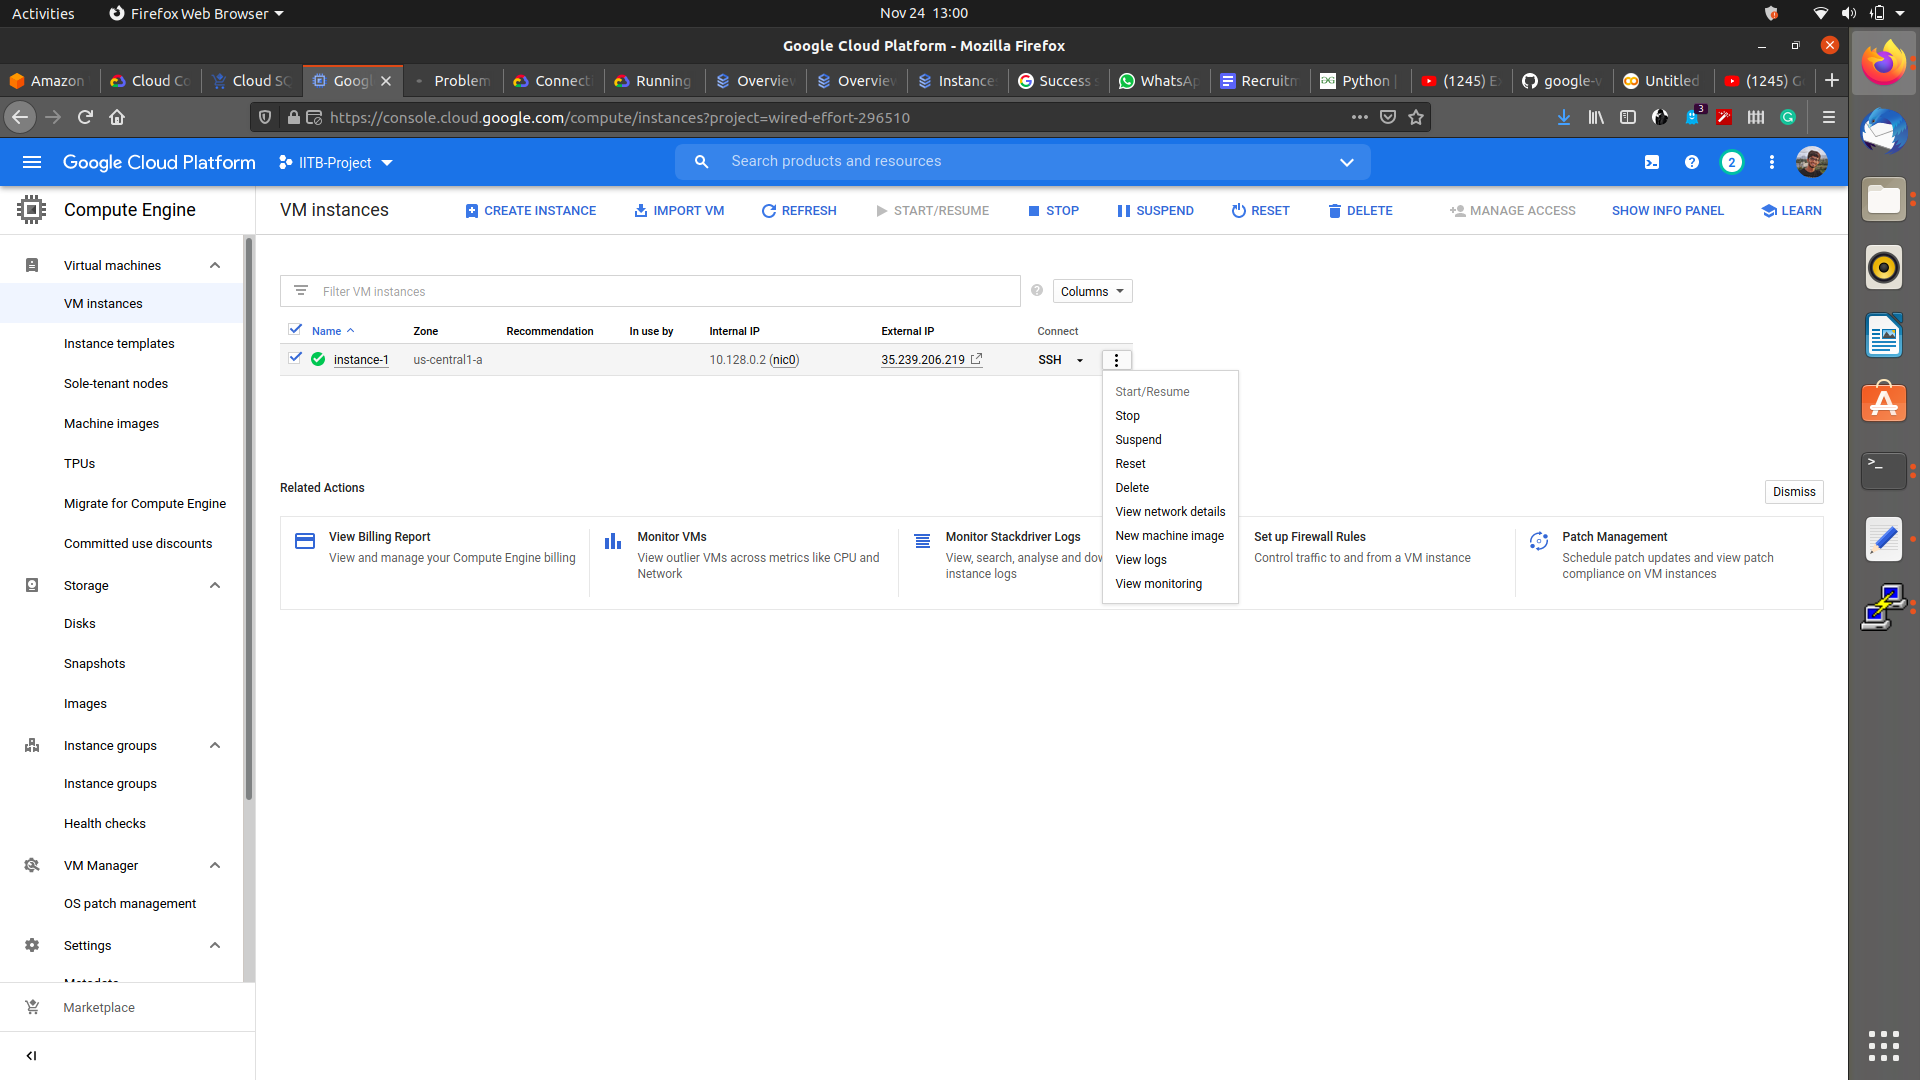 Activities
Firefox Web Browser
Nov 24 13:00
Google Cloud Platform - Mozilla Firefox
Amazon
Cloud Co
Cloud SQ
Googl
Problem
Connecti
Running
Overview
Overview
Instance
Success s
WhatsAp
Recruitm
Python |
(1245) E
google-v
Untitled
(1245) G
https://console.cloud.google.com/compute/instances?project=wired-effort-296510
3
Google Cloud Platform
IITB-Project
Search products and resources
2
Compute Engine
VM instances
CREATE INSTANCE
IMPORT VM
REFRESH
START/RESUME
STOP
SUSPEND
RESET
DELETE
MANAGE ACCESS
SHOW INFO PANEL
LEARN
Virtual machines
VM instances
Instance templates
Sole-tenant nodes
Machine images
TPUs
Migrate for Compute Engine
Committed use discounts
Storage
Disks
Snapshots
Images
Instance groups
Instance groups
Health checks
VM Manager
OS patch management
Settings
Metadata
Marketplace
Filter VM instances
Columns
Name
Zone
Recommendation
In use by
Internal IP
External IP
Connect
instance-1
us-central1-a
10.128.0.2 (nic0)
35.239.206.219
SSH
Start/Resume
Stop
Suspend
Reset
Delete
View network details
New machine image
View logs
View monitoring
Related Actions
Dismiss
View Billing Report
View and manage your Compute Engine billing
Monitor VMs
View outlier VMs across metrics like CPU and
Network
Monitor Stackdriver Logs
View, search, analyse and dow
instance logs
Set up Firewall Rules
Control traffic to and from a VM instance
Patch Management
Schedule patch updates and view patch
compliance on VM instances